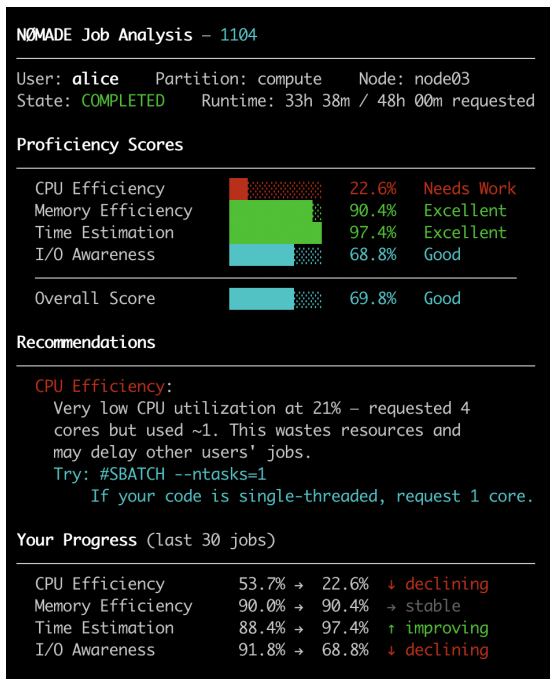 NØMADE Job Analysis — 1104
User: alice    Partition: compute    Node: node03
State: COMPLETED    Runtime: 33h 38m / 48h 00m requested
Proficiency Scores
CPU Efficiency    22.6%    Needs Work
Memory Efficiency    90.4%    Excellent
Time Estimation    97.4%    Excellent
I/O Awareness    68.8%    Good
Overall Score    69.8%    Good
Recommendations
CPU Efficiency:
Very low CPU utilization at 21% — requested 4
cores but used ~1. This wastes resources and
may delay other users' jobs.
Try: #SBATCH --ntasks=1
If your code is single-threaded, request 1 core.
Your Progress (last 30 jobs)
CPU Efficiency    53.7% → 22.6%  ↓ declining
Memory Efficiency    90.0% → 90.4%  → stable
Time Estimation    88.4% → 97.4%  ↑ improving
I/O Awareness    91.8% → 68.8%  ↓ declining